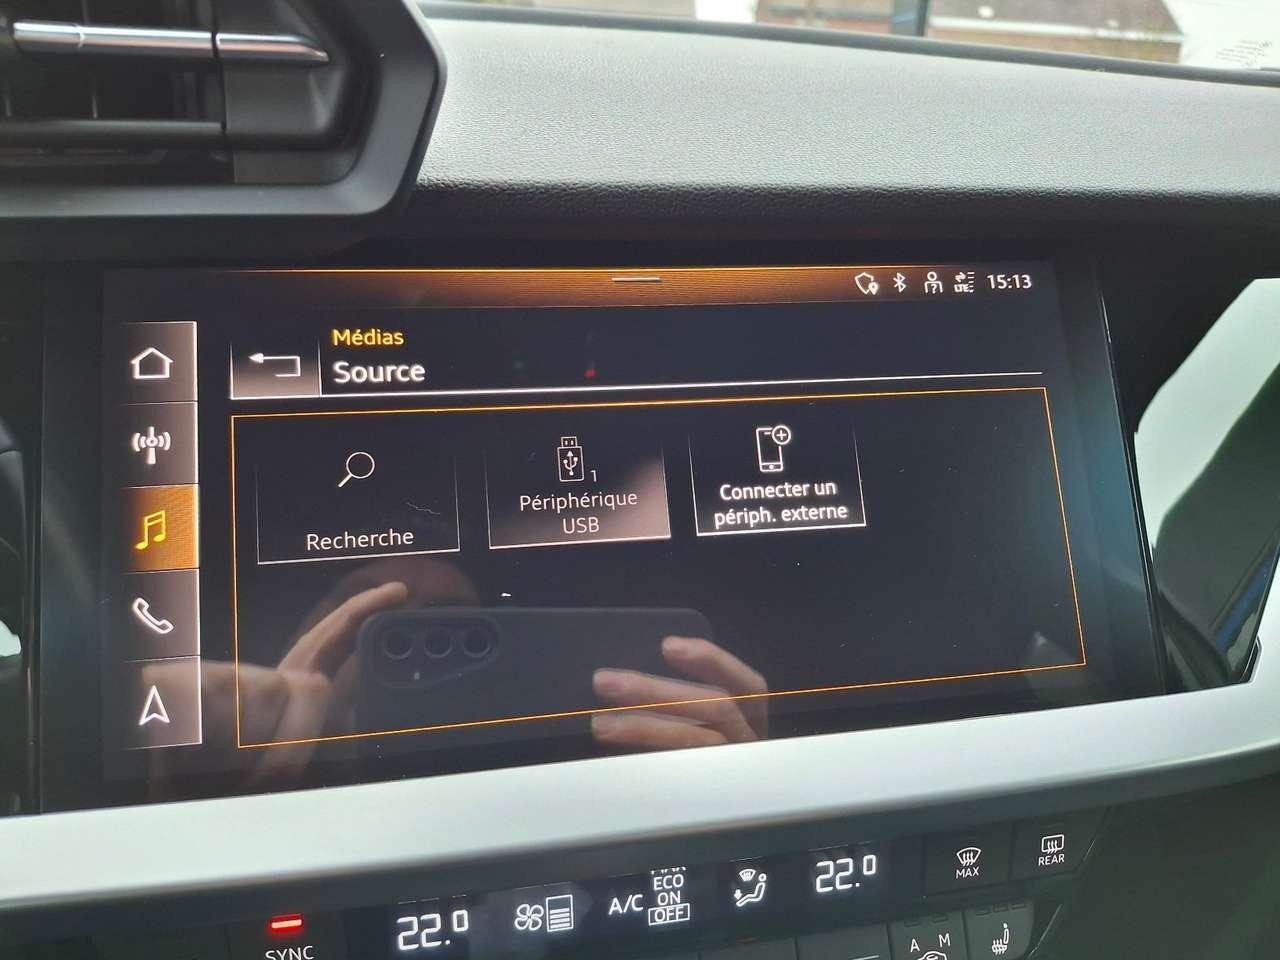 LTE
15:13
Médias
Source
Recherche
1
Périphérique
USB
Connecter un
périph. externe
SYNC
22.0
A/C
ECO
ON
OFF
22.0
MAX
REAR
A M